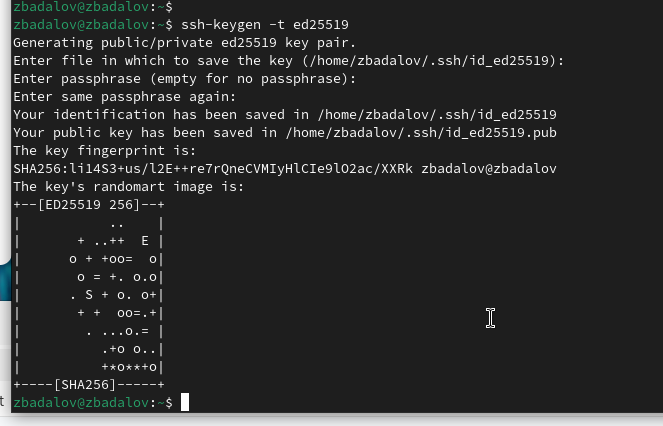 zbadalov@zbadalov:~$
zbadalov@zbadalov:~$ ssh-keygen -t ed25519
Generating public/private ed25519 key pair.
Enter file in which to save the key (/home/zbadalov/.ssh/id_ed25519):
Enter passphrase (empty for no passphrase):
Enter same passphrase again:
Your identification has been saved in /home/zbadalov/.ssh/id_ed25519
Your public key has been saved in /home/zbadalov/.ssh/id_ed25519.pub
The key fingerprint is:
SHA256:li14S3+us/l2E++re7rQneCVMIyHlCIe9lO2ac/XXRk zbadalov@zbadalov
The key's randomart image is:
+--[ED25519 256]--+
|           ..    |
|       + ..++  E |
|      o + +oo=  o|
|       o = +. o.o|
|      . S + o. o+|
|       + +  oo=.+|
|        . ...o.= |
|          .+o o..|
|          +*o**+o|
+----[SHA256]-----+
zbadalov@zbadalov:~$